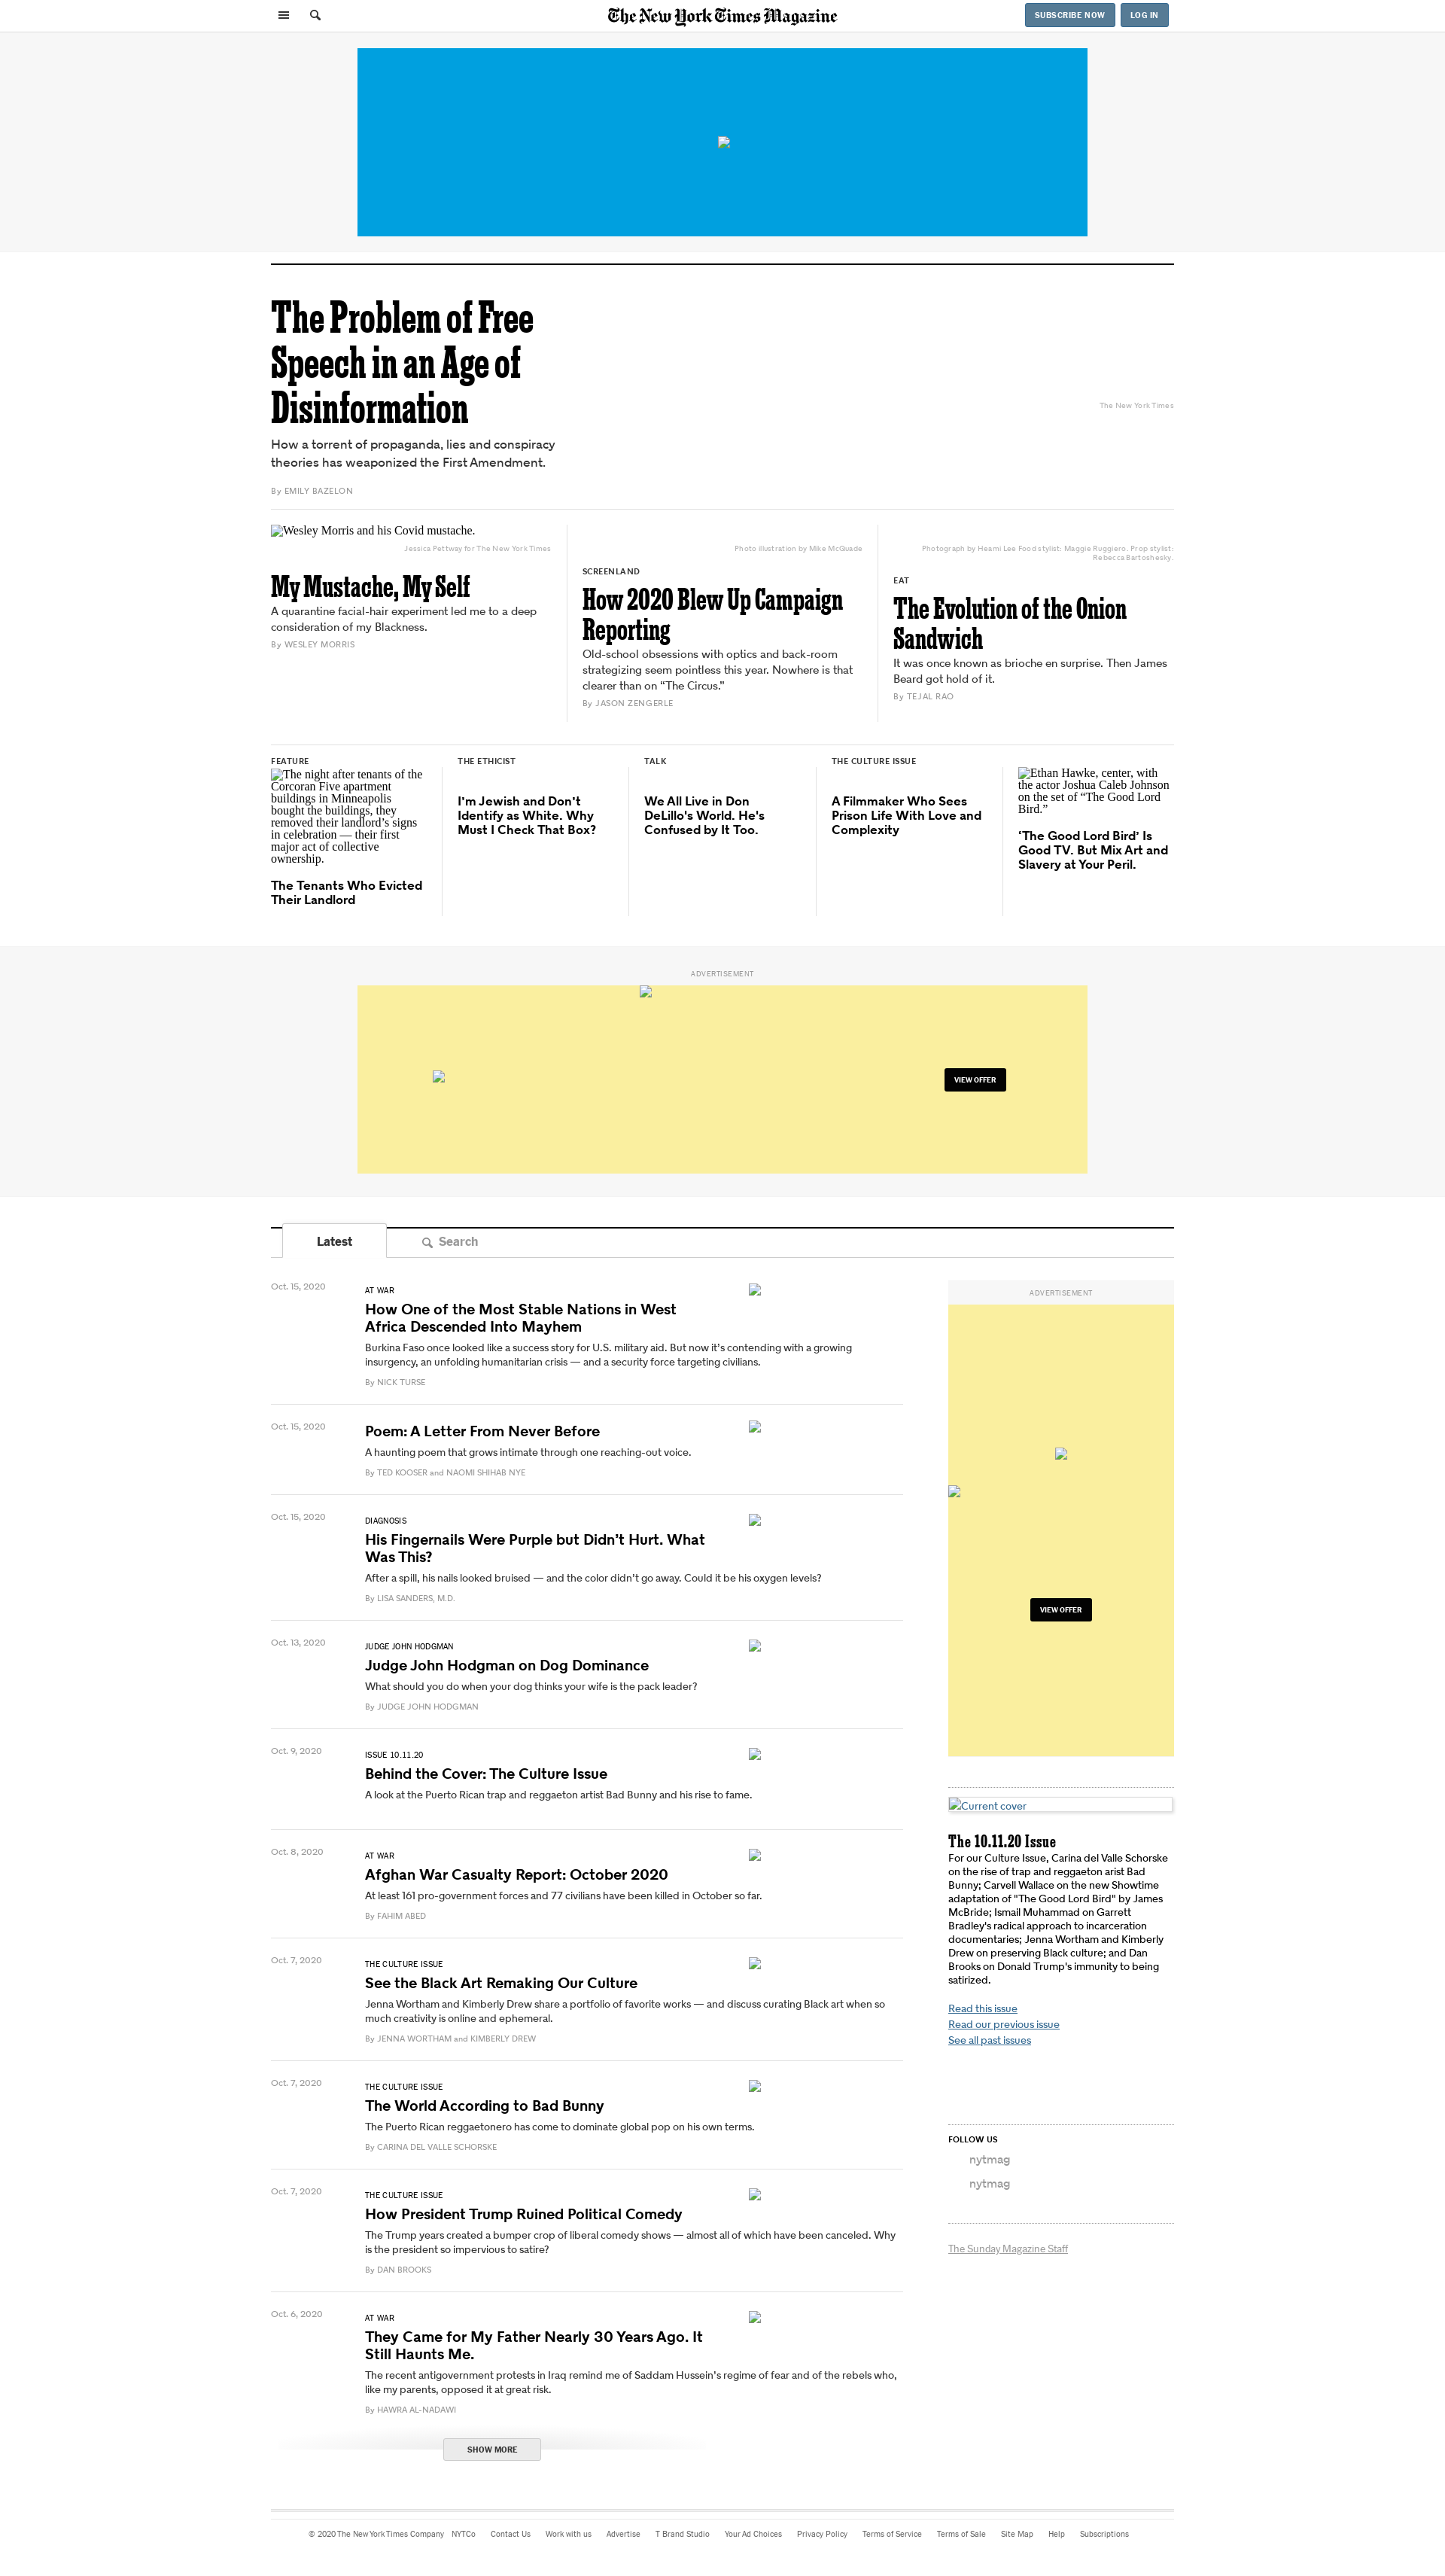 The New York Times Magazine
SUBSCRIBE NOW
LOG IN
The Problem of Free
Speech in an Age of
Disinformation
How a torrent of propaganda, lies and conspiracy
theories has weaponized the First Amendment.
By EMILY BAZELON
The New York Times
Wesley Morris and his Covid mustache.
Jessica Pettway for The New York Times
My Mustache, My Self
A quarantine facial-hair experiment led me to a deep
consideration of my Blackness.
By WESLEY MORRIS
Photo illustration by Mike McQuade
SCREENLAND
How 2020 Blew Up Campaign
Reporting
Old-school obsessions with optics and back-room
strategizing seem pointless this year. Nowhere is that
clearer than on “The Circus.”
By JASON ZENGERLE
Photograph by Heami Lee Food stylist: Maggie Ruggiero. Prop stylist:
Rebecca Bartoshesky.
EAT
The Evolution of the Onion
Sandwich
It was once known as brioche en surprise. Then James
Beard got hold of it.
By TEJAL RAO
FEATURE
The night after tenants of the
Corcoran Five apartment
buildings in Minneapolis
bought the buildings, they
removed their landlord’s signs
in celebration — their first
major act of collective
ownership.
The Tenants Who Evicted
Their Landlord
THE ETHICIST
I’m Jewish and Don’t
Identify as White. Why
Must I Check That Box?
TALK
We All Live in Don
DeLillo's World. He's
Confused by It Too.
THE CULTURE ISSUE
A Filmmaker Who Sees
Prison Life With Love and
Complexity
Ethan Hawke, center, with
the actor Joshua Caleb Johnson
on the set of “The Good Lord
Bird.”
‘The Good Lord Bird’ Is
Good TV. But Mix Art and
Slavery at Your Peril.
ADVERTISEMENT
VIEW OFFER
Latest
Search
Oct. 15, 2020
AT WAR
How One of the Most Stable Nations in West
Africa Descended Into Mayhem
Burkina Faso once looked like a success story for U.S. military aid. But now it’s contending with a growing
insurgency, an unfolding humanitarian crisis — and a security force targeting civilians.
By NICK TURSE
Oct. 15, 2020
Poem: A Letter From Never Before
A haunting poem that grows intimate through one reaching-out voice.
By TED KOOSER and NAOMI SHIHAB NYE
Oct. 15, 2020
DIAGNOSIS
His Fingernails Were Purple but Didn’t Hurt. What
Was This?
After a spill, his nails looked bruised — and the color didn’t go away. Could it be his oxygen levels?
By LISA SANDERS, M.D.
Oct. 13, 2020
JUDGE JOHN HODGMAN
Judge John Hodgman on Dog Dominance
What should you do when your dog thinks your wife is the pack leader?
By JUDGE JOHN HODGMAN
Oct. 9, 2020
ISSUE 10.11.20
Behind the Cover: The Culture Issue
A look at the Puerto Rican trap and reggaeton artist Bad Bunny and his rise to fame.
Oct. 8, 2020
AT WAR
Afghan War Casualty Report: October 2020
At least 161 pro-government forces and 77 civilians have been killed in October so far.
By FAHIM ABED
Oct. 7, 2020
THE CULTURE ISSUE
See the Black Art Remaking Our Culture
Jenna Wortham and Kimberly Drew share a portfolio of favorite works — and discuss curating Black art when so
much creativity is online and ephemeral.
By JENNA WORTHAM and KIMBERLY DREW
Oct. 7, 2020
THE CULTURE ISSUE
The World According to Bad Bunny
The Puerto Rican reggaetonero has come to dominate global pop on his own terms.
By CARINA DEL VALLE SCHORSKE
Oct. 7, 2020
THE CULTURE ISSUE
How President Trump Ruined Political Comedy
The Trump years created a bumper crop of liberal comedy shows — almost all of which have been canceled. Why
is the president so impervious to satire?
By DAN BROOKS
Oct. 6, 2020
AT WAR
They Came for My Father Nearly 30 Years Ago. It
Still Haunts Me.
The recent antigovernment protests in Iraq remind me of Saddam Hussein’s regime of fear and of the rebels who,
like my parents, opposed it at great risk.
By HAWRA AL-NADAWI
SHOW MORE
ADVERTISEMENT
VIEW OFFER
Current cover
The 10.11.20 Issue
For our Culture Issue, Carina del Valle Schorske
on the rise of trap and reggaeton arist Bad
Bunny; Carvell Wallace on the new Showtime
adaptation of "The Good Lord Bird" by James
McBride; Ismail Muhammad on Garrett
Bradley's radical approach to incarceration
documentaries; Jenna Wortham and Kimberly
Drew on preserving Black culture; and Dan
Brooks on Donald Trump's immunity to being
satirized.
Read this issue
Read our previous issue
See all past issues
FOLLOW US
nytmag
nytmag
The Sunday Magazine Staff
© 2020 The New York Times Company NYTCo Contact Us Work with us Advertise T Brand Studio Your Ad Choices Privacy Policy Terms of Service Terms of Sale Site Map Help Subscriptions